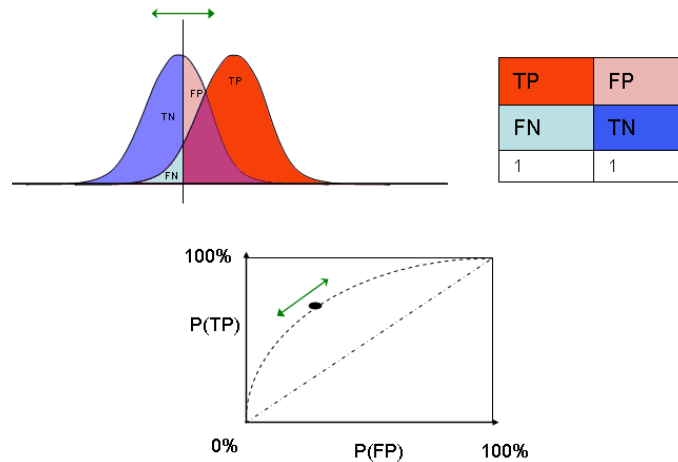 TP
FP
TN
FN
TP FP
FN TN
1 1
100%
P(TP)
0%
P(FP)
100%